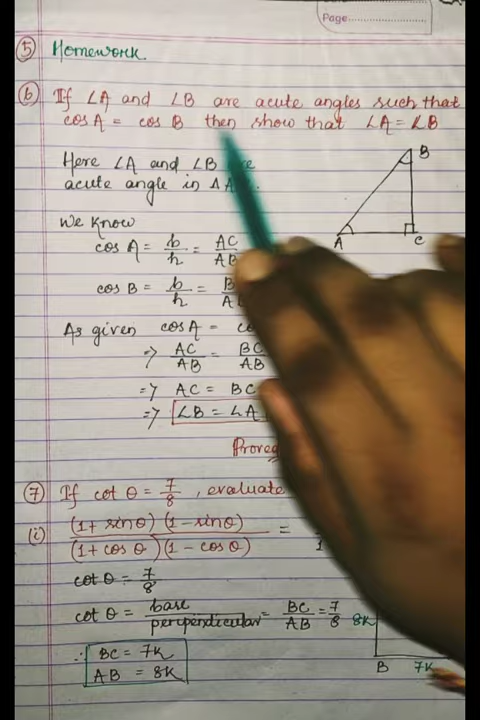 Page
⑤ Homework.
⑥ If ∠A and ∠B are acute angles such that
cos A = cos B then show that ∠A = ∠B
Here ∠A and ∠B
acute angle in
B
A
C
We know
cos A = b/h = AC/AB
cos B = b/h =
As given cos A =
=> AC/AB = BC/AB
=> AC = BC
=> ∠B = ∠A
⑦ If cot θ = 7/8, evaluate
(i) (1+ sinθ) (1-sinθ)/(1+ cos θ)(1- cos θ) =
cot θ = 7/8
cot θ = base/perpendicular = BC/AB = 7/8
8K
∴ BC = 7K
AB = 8K
B 7K